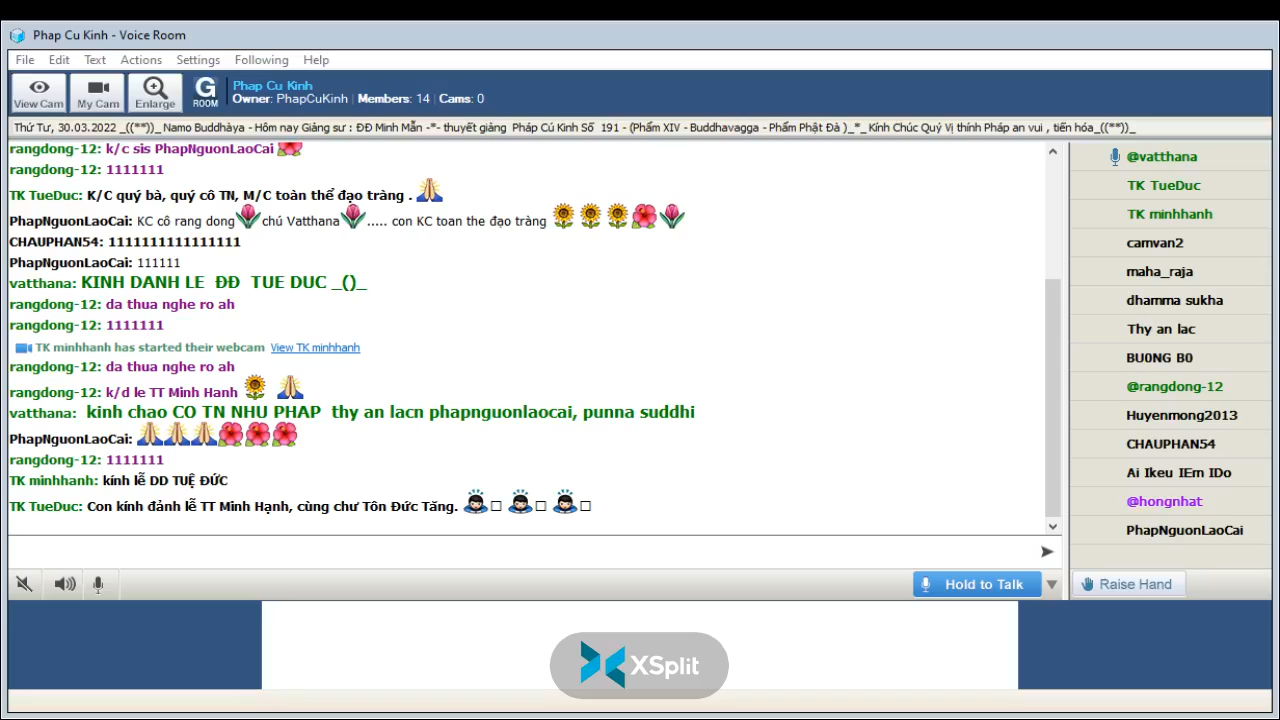 Phap Cu Kinh - Voice Room
File Edit Text Actions Settings Following Help
View Cam My Cam Enlarge G ROOM
Phap Cu Kinh
Owner: PhapCuKinh | Members: 14 | Cams: 0
Thứ Tư, 30.03.2022 _((**))_ Namo Buddhàya - Hôm nay Giảng sư : ĐĐ Minh Mẫn -*- thuyết giảng Pháp Cú Kinh Số 191 - (Phẩm XIV - Buddhavagga - Phẩm Phật Đà )_*_ Kính Chúc Quý Vị thính Pháp an vui , tiến hóa_((**))_
rangdong-12: k/c sis PhapNguonLaoCai
rangdong-12: 1111111
TK TueDuc: K/C quý bà, quý cô TN, M/C toàn thể đạo tràng . 🙏
PhapNguonLaoCai: KC cô rang dong🌷chú Vatthana🌷..... con KC toan the đạo tràng 🌻🌻🌻🌺🌷
CHAUPHAN54: 1111111111111111
PhapNguonLaoCai: 111111
vatthana: KINH DANH LE ĐĐ TUE DUC _()_
rangdong-12: da thua nghe ro ah
rangdong-12: 1111111
TK minhhanh has started their webcam View TK minhhanh
rangdong-12: da thua nghe ro ah
rangdong-12: k/d le TT Minh Hanh 🌻 🙏
vatthana: kinh chao CO TN NHU PHAP thy an lacn phapnguonlaocai, punna suddhi
PhapNguonLaoCai: 🙏🙏🙏🌺🌺🌺
rangdong-12: 1111111
TK minhhanh: kính lễ DD TUỆ ĐỨC
TK TueDuc: Con kính đảnh lễ TT Minh Hạnh, cùng chư Tôn Đức Tăng. 🙇□ 🙇□ 🙇□
Hold to Talk
@vatthana
TK TueDuc
TK minhhanh
camvan2
maha_raja
dhamma sukha
Thy an lac
BU0NG B0
@rangdong-12
Huyenmong2013
CHAUPHAN54
Ai Ikeu IEm IDo
@hongnhat
PhapNguonLaoCai
Raise Hand
XSplit